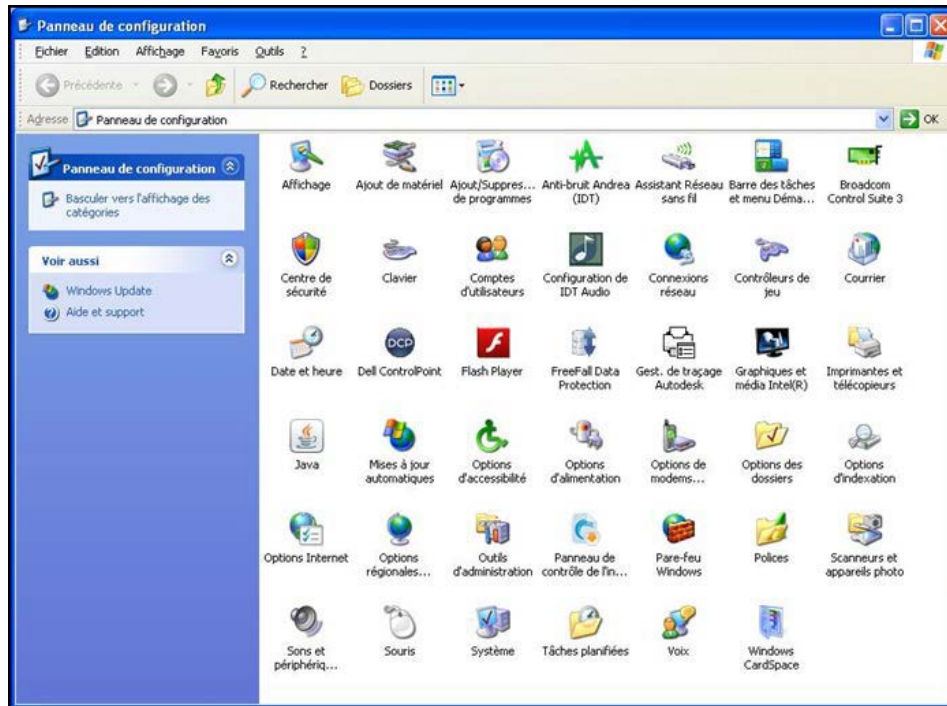 Panneau de configuration
Fichier Edition Affichage Favoris Outils ?
Précédente Rechercher Dossiers
Adresse Panneau de configuration OK
Panneau de configuration
Basculer vers l'affichage des
catégories
Voir aussi
Windows Update
Aide et support
Affichage
Ajout de matériel
Ajout/Suppres...
de programmes
Anti-bruit Andrea
(IDT)
Assistant Réseau
sans fil
Barre des tâches
et menu Déma...
Broadcom
Control Suite 3
Centre de
sécurité
Clavier
Comptes
d'utilisateurs
Configuration de
IDT Audio
Connexions
réseau
Contrôleurs de
jeu
Courrier
Date et heure
DCP
Dell ControlPoint
Flash Player
FreeFall Data
Protection
Gest. de traçage
Autodesk
Graphiques et
média Intel(R)
Imprimantes et
télécopieurs
Java
Mises à jour
automatiques
Options
d'accessibilité
Options
d'alimentation
Options de
modems...
Options des
dossiers
Options
d'indexation
Options Internet
Options
régionales...
Outils
d'administration
Panneau de
contrôle de l'in...
Pare-feu
Windows
Polices
Scanneurs et
appareils photo
Sons et
périphériq...
Souris
Système
Tâches planifiées
Voix
Windows
CardSpace